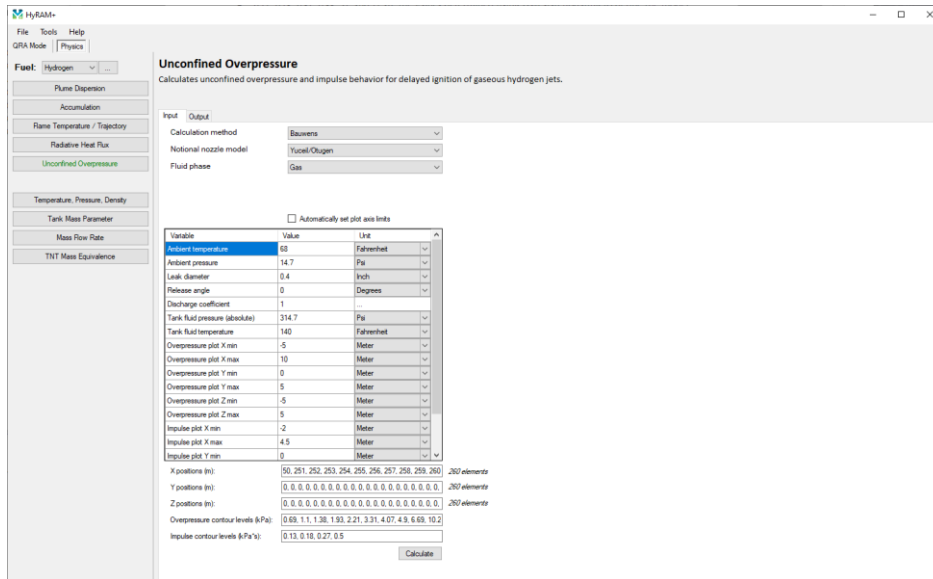 HyRAM+
File Tools Help
QRA Mode Physics
Fuel: Hydrogen ...
Plume Dispersion
Accumulation
Flame Temperature / Trajectory
Radiative Heat Flux
Unconfined Overpressure
Temperature, Pressure, Density
Tank Mass Parameter
Mass Flow Rate
TNT Mass Equivalence
Unconfined Overpressure
Calculates unconfined overpressure and impulse behavior for delayed ignition of gaseous hydrogen jets.
Input Output
Calculation method Bauwens
Notional nozzle model Yuceil/Otugen
Fluid phase Gas
Automatically set plot axis limits
Variable Value Unit
Ambient temperature 68 Fahrenheit
Ambient pressure 14.7 Psi
Leak diameter 0.4 Inch
Release angle 0 Degrees
Discharge coefficient 1 ...
Tank fluid pressure (absolute) 314.7 Psi
Tank fluid temperature 140 Fahrenheit
Overpressure plot X min -5 Meter
Overpressure plot X max 10 Meter
Overpressure plot Y min 0 Meter
Overpressure plot Y max 5 Meter
Overpressure plot Z min -5 Meter
Overpressure plot Z max 5 Meter
Impulse plot X min -2 Meter
Impulse plot X max 4.5 Meter
Impulse plot Y min 0 Meter
X positions (m): 50, 251, 252, 253, 254, 255, 256, 257, 258, 259, 260 260 elements
Y positions (m): 0, 0, 0, 0, 0, 0, 0, 0, 0, 0, 0, 0, 0, 0, 0, 0, 0, 0, 0, 0, 0, 260 elements
Z positions (m): 0, 0, 0, 0, 0, 0, 0, 0, 0, 0, 0, 0, 0, 0, 0, 0, 0, 0, 0, 0, 0, 260 elements
Overpressure contour levels (kPa): 0.69, 1.1, 1.38, 1.93, 2.21, 3.31, 4.07, 4.9, 6.69, 10.2
Impulse contour levels (kPa*s): 0.13, 0.18, 0.27, 0.5
Calculate